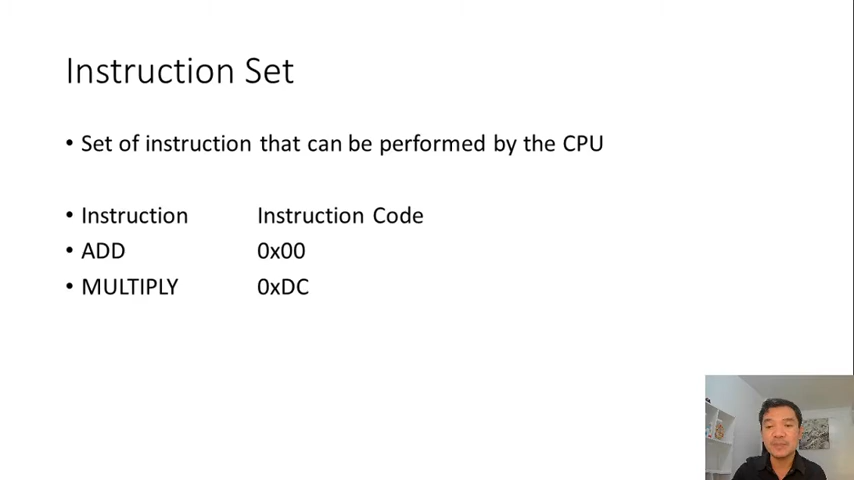 Instruction Set
• Set of instruction that can be performed by the CPU
• Instruction Instruction Code
• ADD 0x00
• MULTIPLY 0xDC